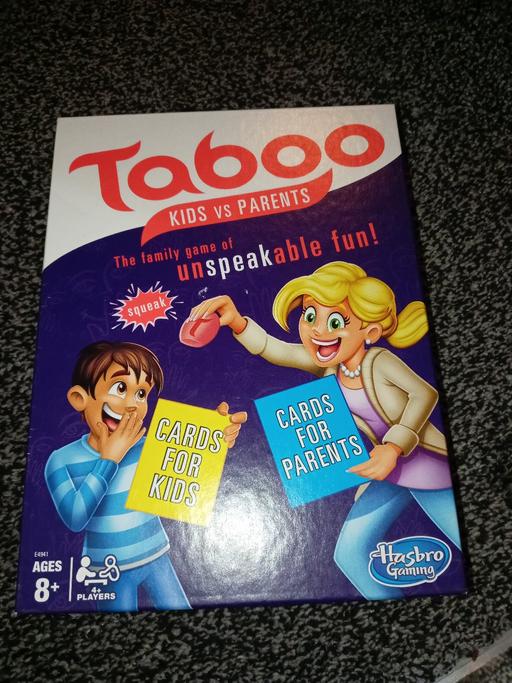 Taboo
KIDS VS PARENTS
The family game of
unspeakable fun!
squeak
CARDS
FOR
KIDS
CARDS
FOR
PARENTS
E4941
AGES
8+
4+
PLAYERS
Hasbro
Gaming